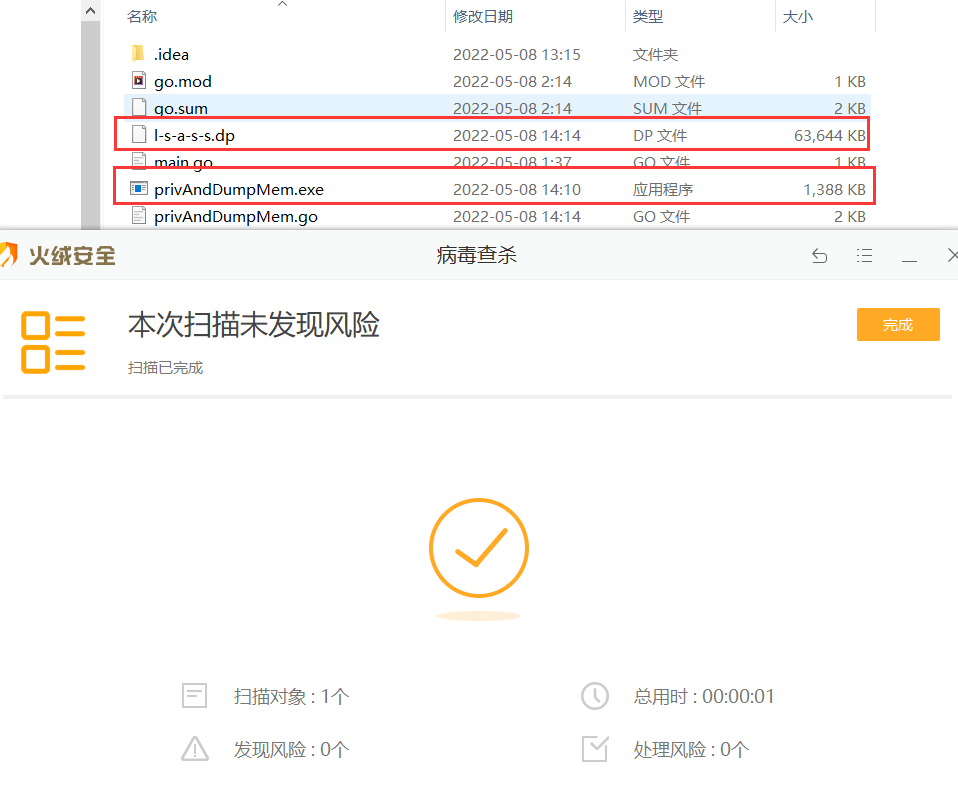 名称 修改日期 类型 大小
.idea 2022-05-08 13:15 文件夹
go.mod 2022-05-08 2:14 MOD 文件 1 KB
go.sum 2022-05-08 2:14 SUM 文件 2 KB
l-s-a-s-s.dp 2022-05-08 14:14 DP 文件 63,644 KB
main.go 2022-05-08 1:37 GO 文件 1 KB
privAndDumpMem.exe 2022-05-08 14:10 应用程序 1,388 KB
privAndDumpMem.go 2022-05-08 14:14 GO 文件 2 KB
火绒安全 病毒查杀
本次扫描未发现风险
完成
扫描已完成
扫描对象 : 1个 总用时 : 00:00:01
发现风险 : 0个 处理风险 : 0个